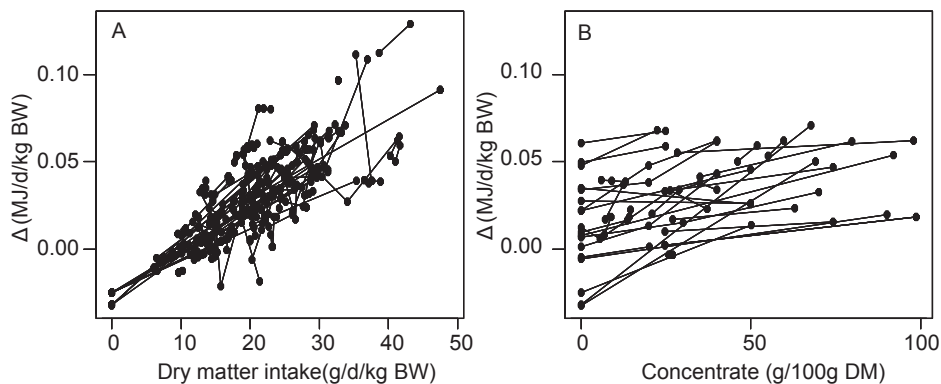 A
0.10
0.05
0.00
Δ (MJ/d/kg BW)
0 10 20 30 40 50
Dry matter intake(g/d/kg BW)
B
0.10
0.05
0.00
Δ (MJ/d/kg BW)
0 50 100
Concentrate (g/100g DM)